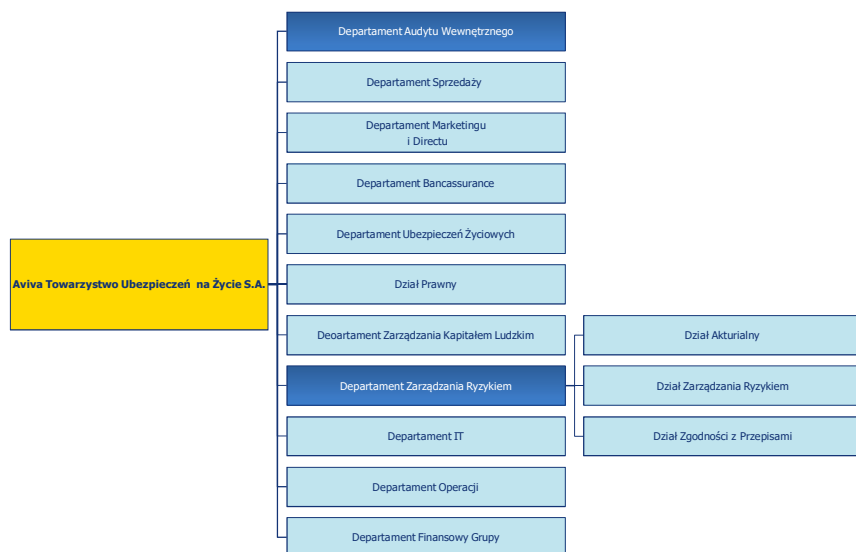 Departament Audytu Wewnętrznego
Departament Sprzedaży
Departament Marketingu
i Directu
Departament Bancassurance
Departament Ubezpieczeń Życiowych
Aviva Towarzystwo Ubezpieczeń na Życie S.A.
Dział Prawny
Deoartament Zarządzania Kapitałem Ludzkim
Dział Akturialny
Departament Zarządzania Ryzykiem
Dział Zarządzania Ryzykiem
Departament IT
Dział Zgodności z Przepisami
Departament Operacji
Departament Finansowy Grupy